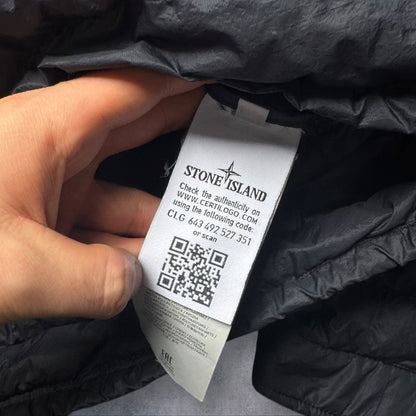 STONE ISLAND
Check the authenticity on
WWW.CERTILOGO.COM
using the following code:
CLG 643 492 527 351
or scan
EAC